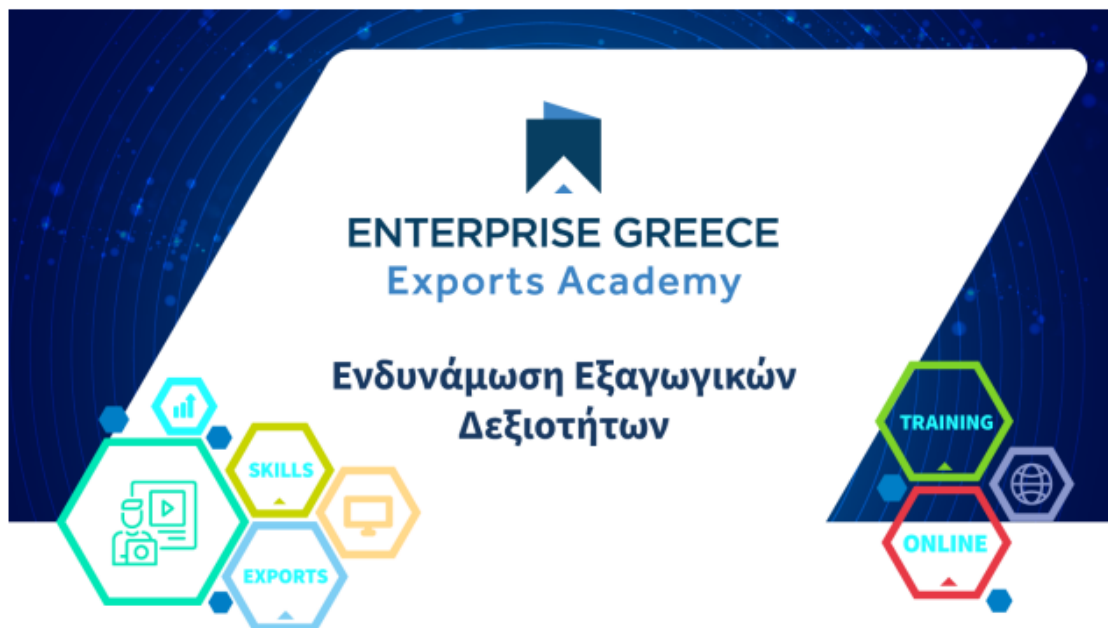 ENTERPRISE GREECE
Exports Academy
Ενδυνάμωση Εξαγωγικών
Δεξιοτήτων
TRAINING
SKILLS
ONLINE
EXPORTS